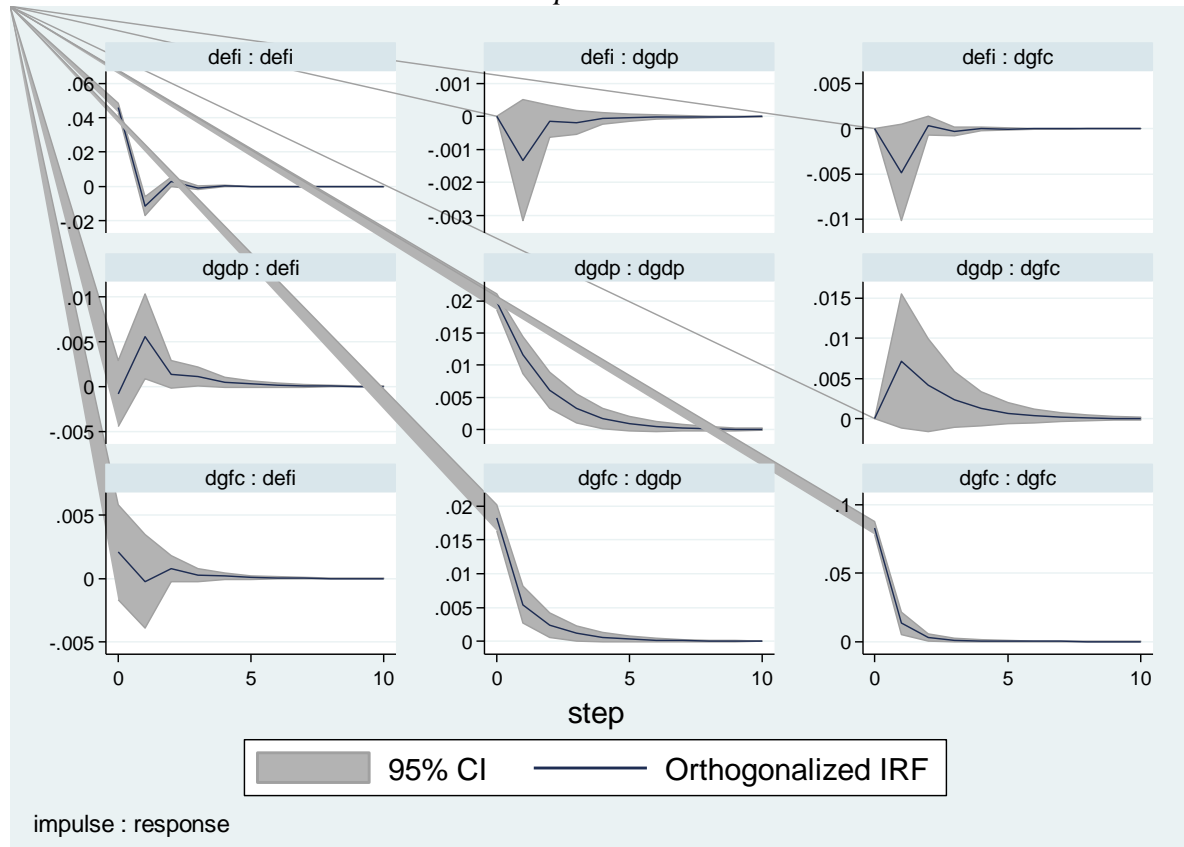 defi : defi
defi : dgdp
defi : dgfc
.06
.04
.02
0
-.02
.001
0
-.001
-.002
-.003
.005
0
-.005
-.01
dgdp : defi
dgdp : dgdp
dgdp : dgfc
.01
.005
0
-.005
.02
.015
.01
.005
0
.015
.01
.005
0
dgfc : defi
dgfc : dgdp
dgfc : dgfc
.005
0
-.005
.02
.015
.01
.005
0
.1
.05
0
0 5 10
0 5 10
0 5 10
step
95% CI Orthogonalized IRF
impulse : response